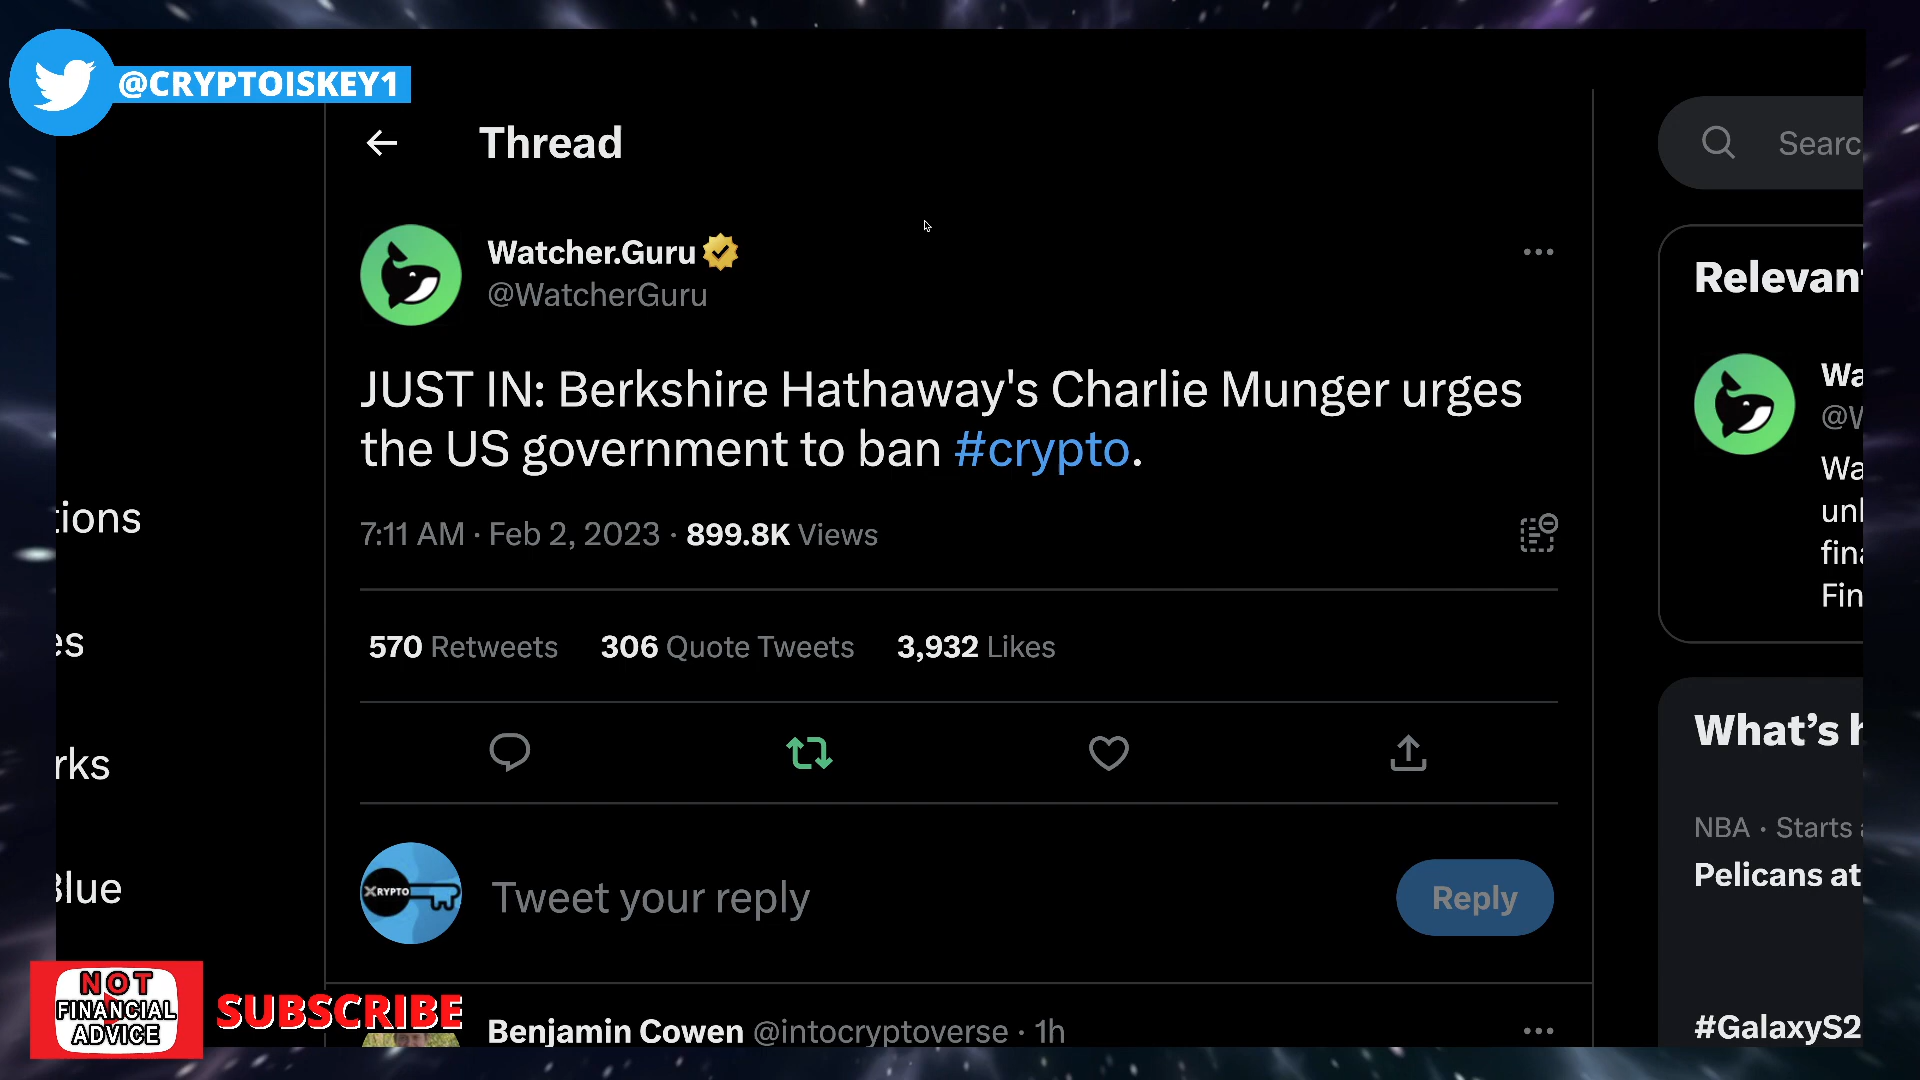 @CRYPTOISKEY1
Thread
Searc
Watcher.Guru
@WatcherGuru
JUST IN: Berkshire Hathaway's Charlie Munger urges
the US government to ban #crypto.
7:11 AM · Feb 2, 2023 · 899.8K Views
570 Retweets 306 Quote Tweets 3,932 Likes
XRYPTO
Tweet your reply
Reply
Benjamin Cowen @intocryptoverse · 1h
tions
es
rks
Blue
Relevan
Wa
@W
Wa
unl
fina
Fin
What's h
NBA · Starts a
Pelicans at
#GalaxyS2
NOT
FINANCIAL
ADVICE
SUBSCRIBE